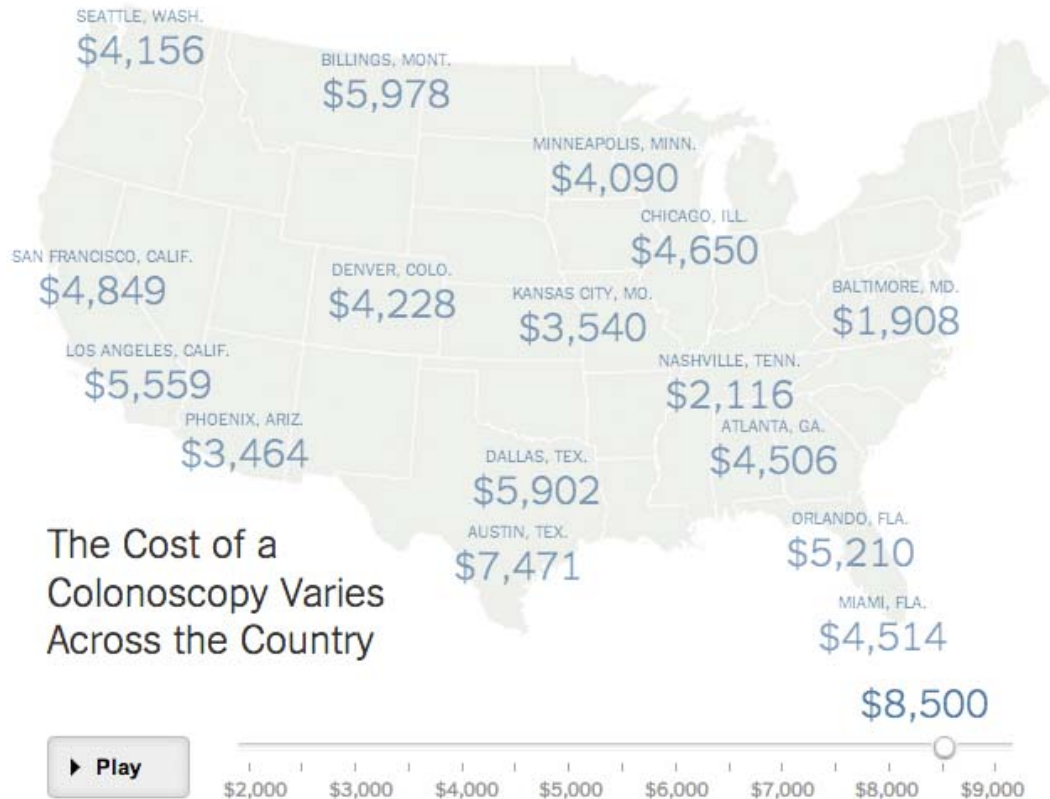 SEATTLE, WASH.
$4,156
BILLINGS, MONT.
$5,978
MINNEAPOLIS, MINN.
$4,090
CHICAGO, ILL.
$4,650
SAN FRANCISCO, CALIF.
$4,849
DENVER, COLO.
$4,228
KANSAS CITY, MO.
$3,540
BALTIMORE, MD.
$1,908
LOS ANGELES, CALIF.
$5,559
NASHVILLE, TENN.
$2,116
PHOENIX, ARIZ.
$3,464
ATLANTA, GA.
$4,506
DALLAS, TEX.
$5,902
ORLANDO, FLA.
$5,210
AUSTIN, TEX.
$7,471
MIAMI, FLA.
$4,514
The Cost of a
Colonoscopy Varies
Across the Country
$8,500
Play
$2,000 $3,000 $4,000 $5,000 $6,000 $7,000 $8,000 $9,000